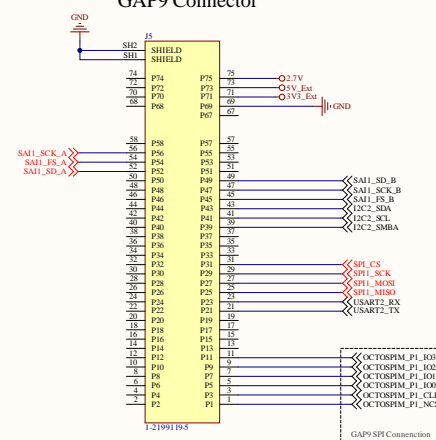 GAP9 Connector
GND
J5
SH2 SHIELD
SH1 SHIELD
74 P74 P75 75 2.7V
72 P72 P73 73 5V_Ext
70 P70 P71 71 3V3_Ext
68 P68 P69 69 GND
P67 67
58 P58 P57 57
SAI1_SCK_A 56 P56 P55 55
SAI1_FS_A 54 P54 P53 53
SAI1_SD_A 52 P52 P51 51
50 P50 P49 49 SAI1_SD_B
48 P48 P47 47 SAI1_SCK_B
46 P46 P45 45 SAI1_FS_B
44 P44 P43 43 I2C2_SDA
42 P42 P41 41 I2C2_SCL
40 P40 P39 39 I2C2_SMBA
38 P38 P37 37
36 P36 P35 35
34 P34 P33 33
32 P32 P31 31 SPI_CS
30 P30 P29 29 SPI1_SCK
28 P28 P27 27 SPI1_MOSI
26 P26 P25 25 SPI1_MISO
24 P24 P23 23 USART2_RX
22 P22 P21 21 USART2_TX
20 P20 P19 19
18 P18 P17 17
16 P16 P15 15
14 P14 P13 13
12 P12 P11 11 OCTOSPIM_P1_IO3
10 P10 P9 9 OCTOSPIM_P1_IO2
8 P8 P7 7 OCTOSPIM_P1_IO1
6 P6 P5 5 OCTOSPIM_P1_IO0
4 P4 P3 3 OCTOSPIM_P1_CLK
2 P2 P1 1 OCTOSPIM_P1_NCS
1-2199119-5
GAP9 SPI Connenction